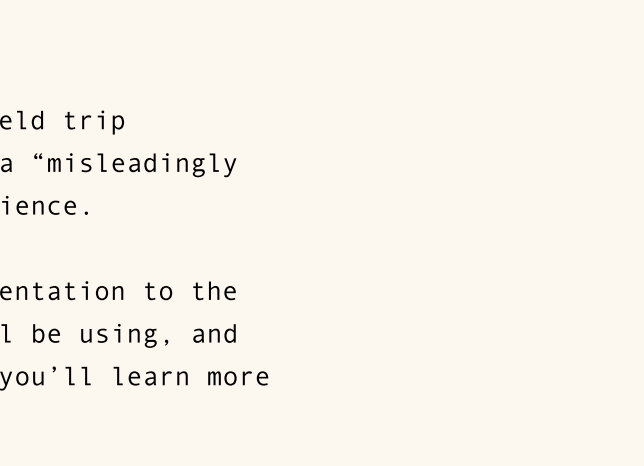 eld trip
a “misleadingly
ience.
entation to the
l be using, and
you’ll learn more